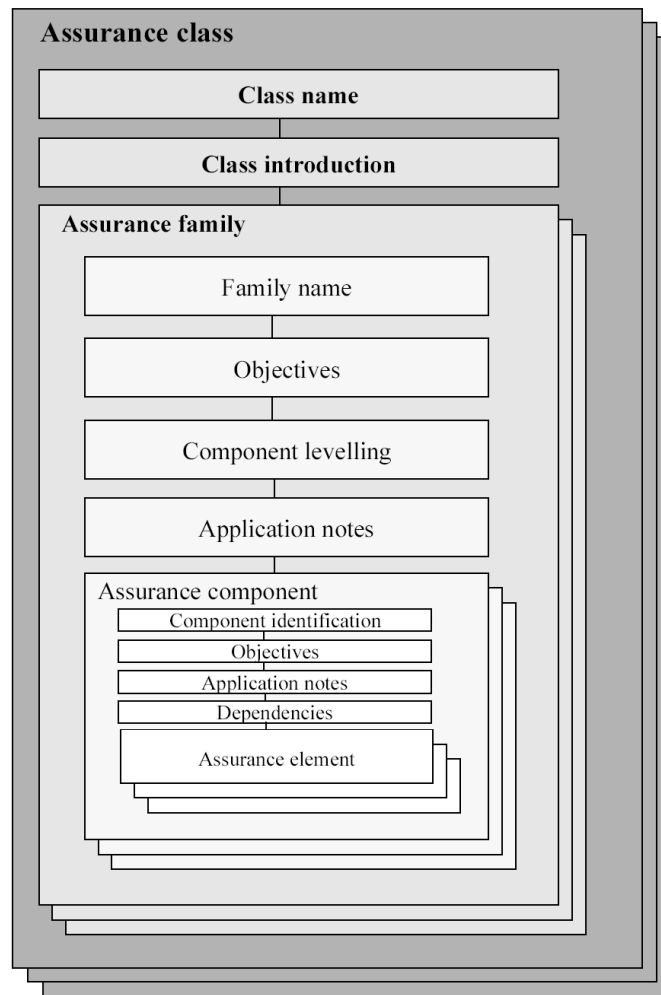 Assurance class
Class name
Class introduction
Assurance family
Family name
Objectives
Component levelling
Application notes
Assurance component
Component identification
Objectives
Application notes
Dependencies
Assurance element